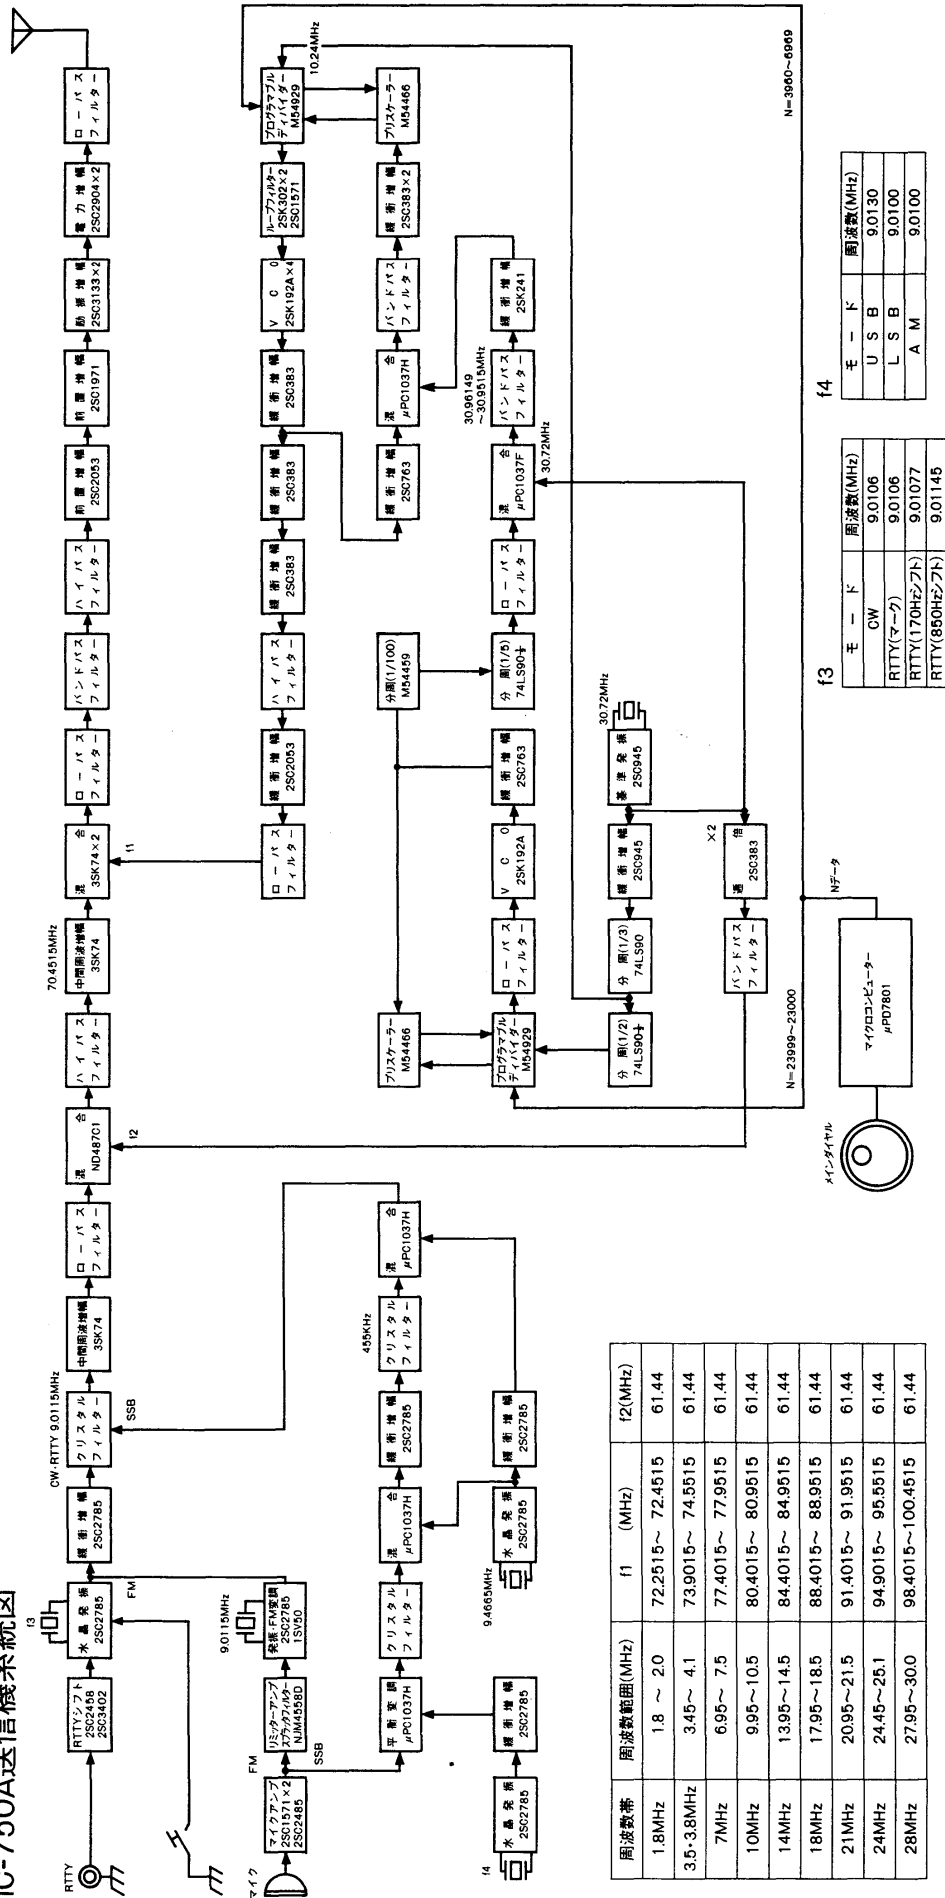 IC-750A送信機系統図
RTTY
RTTYシフト
2SC2458
2SC3402
f3
水晶発振
2SC2785
緩衝増幅
2SC2785
CW・RTTY 9.0115MHz
クリスタル
フィルター
中間周波増幅
3SK74
ローパス
フィルター
混合
ND487C1
ハイパス
フィルター
70.4515MHz
中間周波増幅
3SK74
混合
3SK74×2
ローパス
フィルター
バンドパス
フィルター
ハイパス
フィルター
前置増幅
2SC2053
前置増幅
2SC1971
励振増幅
2SC3133×2
電力増幅
2SC2904×2
ローパス
フィルター
FM
SSB
f2
f1
マイク
マイクアンプ
2SC1571×2
2SC2485
FM
SSB
リミッターアンプ
スプラッタフィルター
NJM4558D
9.0115MHz
発振・FM変調
2SC2785
1SV50
ローパス
フィルター
緩衝増幅
2SC2053
ハイパス
フィルター
緩衝増幅
2SC383
緩衝増幅
2SC383
緩衝増幅
2SC383
VCO
2SK192A×4
ループフィルター
2SK302×2
2SC1571
プログラマブル
ディバイダー
M54929
10.24MHz
平衡変調
μPC1037H
クリスタル
フィルター
混合
μPC1037H
緩衝増幅
2SC2785
455KHz
クリスタル
フィルター
混合
μPC1037H
プリスケーラー
M54466
分周(1/100)
M54459
緩衝増幅
2SC763
混合
μPC1037H
バンドパス
フィルター
緩衝増幅
2SC383×2
プリスケーラー
M54466
f4
水晶発振
2SC2785
緩衝増幅
2SC2785
9.4665MHz
水晶発振
2SC2785
緩衝増幅
2SC2785
プログラマブル
ディバイダー
M54929
ローパス
フィルター
VCO
2SK192A
緩衝増幅
2SC763
分周(1/5)
74LS90½
ローパス
フィルター
混合
μPC1037F
30.72MHz
30.96149
～30.9515MHz
バンドパス
フィルター
緩衝増幅
2SK241
分周(1/2)
74LS90½
分周(1/3)
74LS90
緩衝増幅
2SC945
基準発振
2SC945
30.72MHz
バンドパス
フィルター
×2
逓倍
2SC383
N=23999～23000
Nデータ
N=3960～6969
メインダイヤル
マイクロコンピューター
μPD7801
周波数帯 周波数範囲(MHz) f1 (MHz) f2(MHz)
1.8MHz 1.8 ～ 2.0 72.2515～ 72.4515 61.44
3.5・3.8MHz 3.45～ 4.1 73.9015～ 74.5515 61.44
7MHz 6.95～ 7.5 77.4015～ 77.9515 61.44
10MHz 9.95～10.5 80.4015～ 80.9515 61.44
14MHz 13.95～14.5 84.4015～ 84.9515 61.44
18MHz 17.95～18.5 88.4015～ 88.9515 61.44
21MHz 20.95～21.5 91.4015～ 91.9515 61.44
24MHz 24.45～25.1 94.9015～ 95.5515 61.44
28MHz 27.95～30.0 98.4015～100.4515 61.44
f3
モード 周波数(MHz)
CW 9.0106
RTTY(マーク) 9.0106
RTTY(170Hzシフト) 9.01077
RTTY(850Hzシフト) 9.01145
f4
モード 周波数(MHz)
USB 9.0130
LSB 9.0100
AM 9.0100